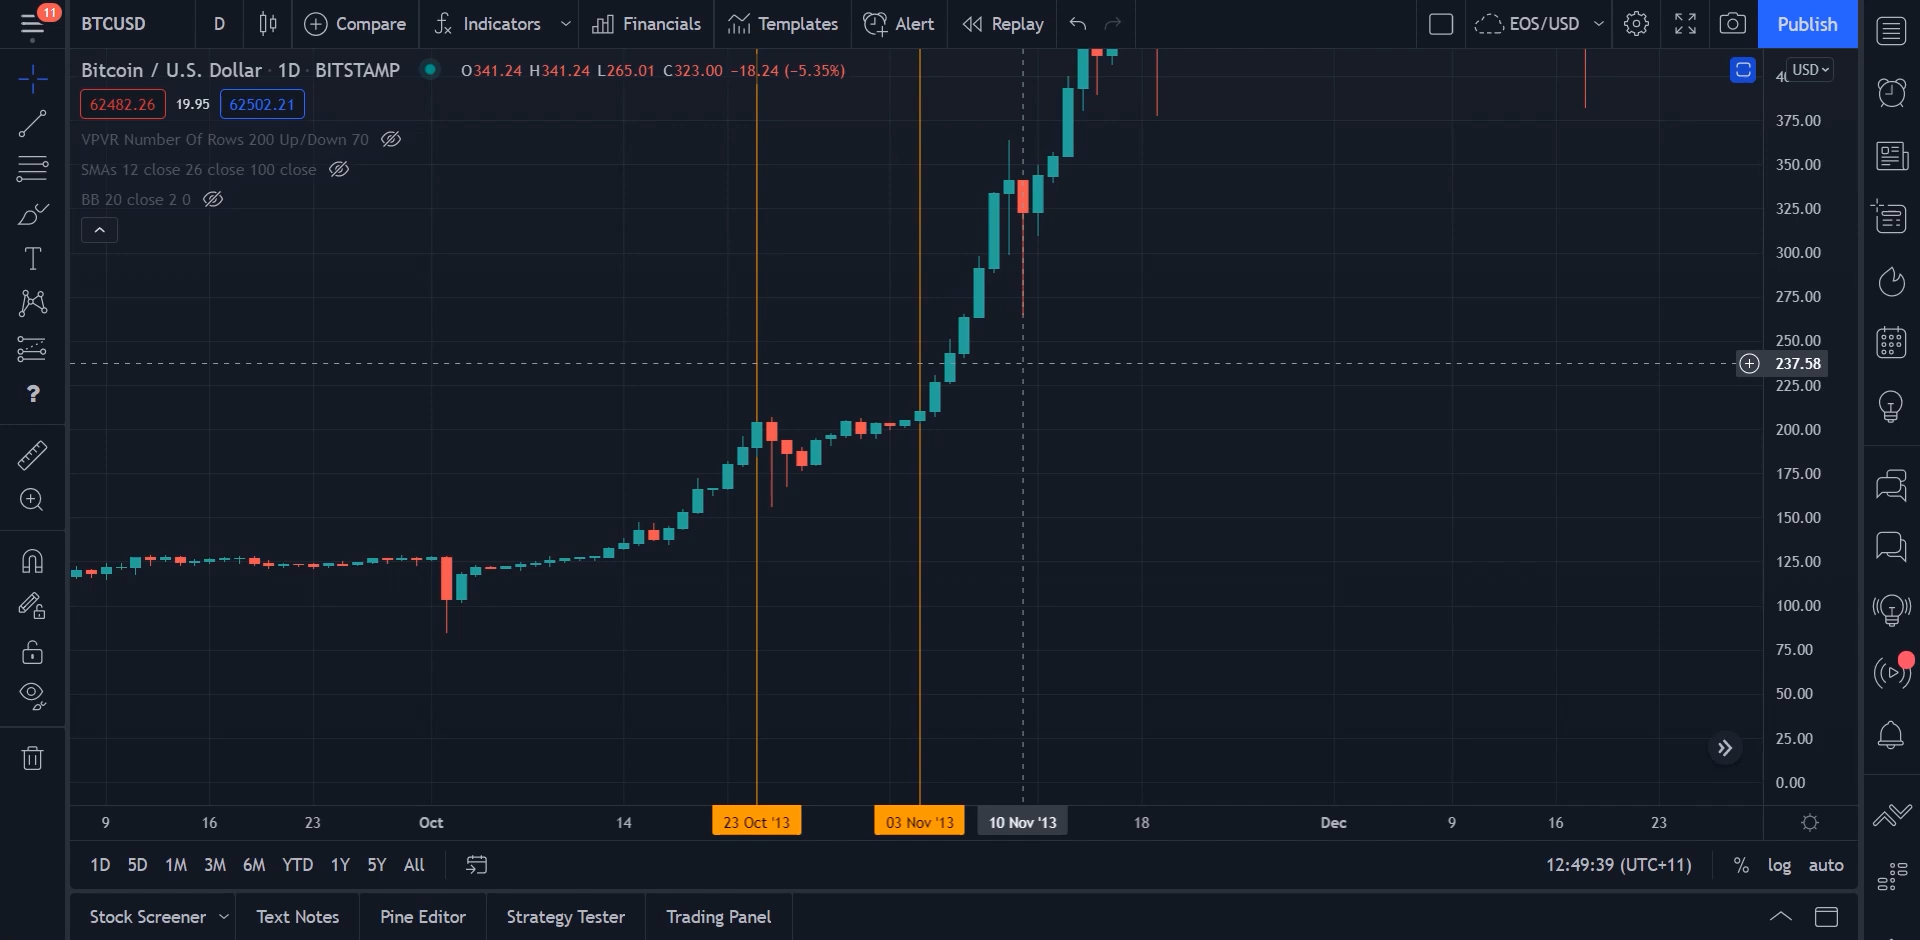 11
BTCUSD D Compare Indicators Financials Templates Alert Replay EOS/USD Publish
Bitcoin / U.S. Dollar · 1D · BITSTAMP O341.24 H341.24 L265.01 C323.00 −18.24 (−5.35%)
USD
62482.26 19.95 62502.21
VPVR Number Of Rows 200 Up/Down 70
SMAs 12 close 26 close 100 close
BB 20 close 2 0
375.00
350.00
325.00
300.00
275.00
250.00
237.58
225.00
200.00
175.00
150.00
125.00
100.00
75.00
50.00
25.00
0.00
9 16 23 Oct 14 23 Oct '13 03 Nov '13 10 Nov '13 18 Dec 9 16 23
1D 5D 1M 3M 6M YTD 1Y 5Y All 12:49:39 (UTC+11) % log auto
Stock Screener Text Notes Pine Editor Strategy Tester Trading Panel